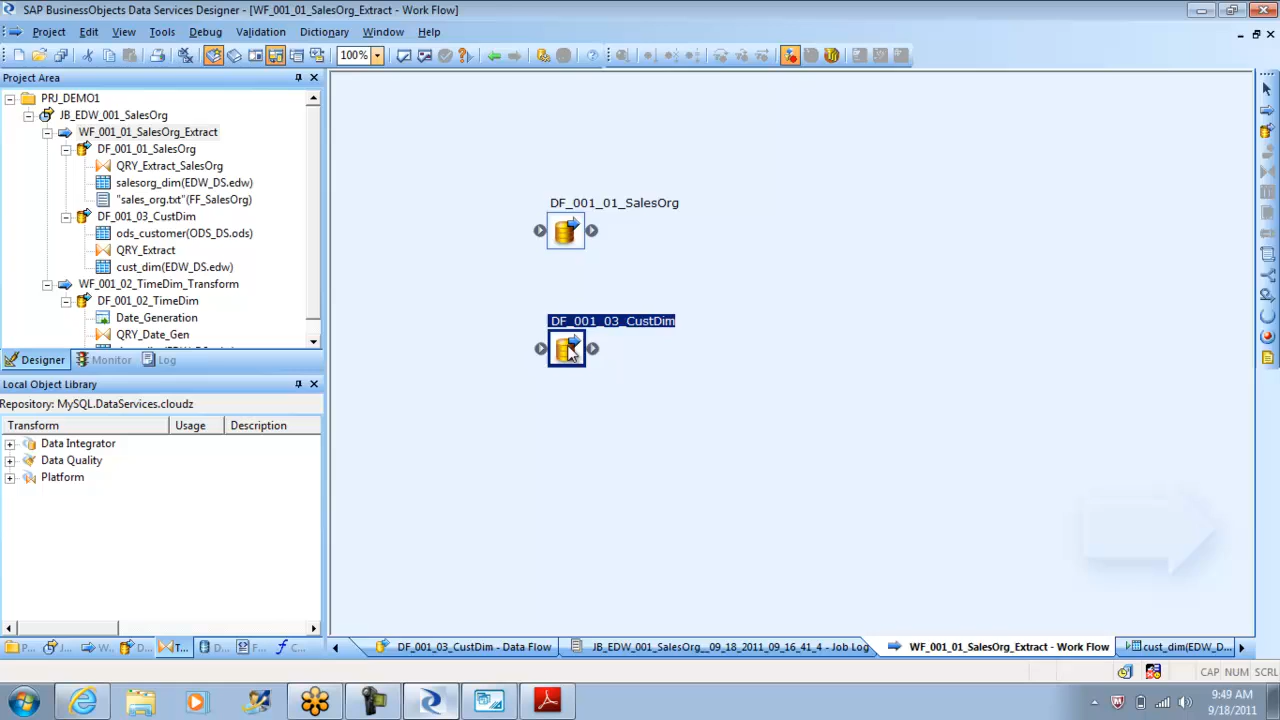 SAP BusinessObjects Data Services Designer - [WF_001_01_SalesOrg_Extract - Work Flow]
Project Edit View Tools Debug Validation Dictionary Window Help
100%
Project Area
PRJ_DEMO1
JB_EDW_001_SalesOrg
WF_001_01_SalesOrg_Extract
DF_001_01_SalesOrg
QRY_Extract_SalesOrg
salesorg_dim(EDW_DS.edw)
"sales_org.txt"(FF_SalesOrg)
DF_001_03_CustDim
ods_customer(ODS_DS.ods)
QRY_Extract
cust_dim(EDW_DS.edw)
WF_001_02_TimeDim_Transform
DF_001_02_TimeDim
Date_Generation
QRY_Date_Gen
Designer Monitor Log
Local Object Library
Repository: MySQL.DataServices.cloudz
Transform Usage Description
Data Integrator
Data Quality
Platform
P... J... W... D... T... D... F... C...
DF_001_01_SalesOrg
DF_001_03_CustDim
DF_001_03_CustDim - Data Flow JB_EDW_001_SalesOrg__09_18_2011_09_16_41_4 - Job Log WF_001_01_SalesOrg_Extract - Work Flow cust_dim(EDW_D...
CAP NUM SCRL
9:49 AM
9/18/2011